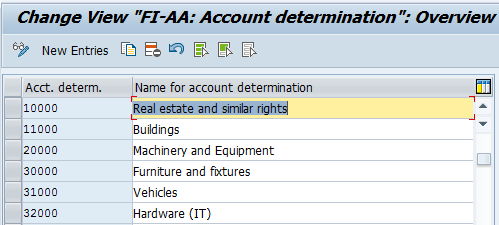 Change View "FI-AA: Account determination": Overview
New Entries
Acct. determ. Name for account determination
10000 Real estate and similar rights
11000 Buildings
20000 Machinery and Equipment
30000 Furniture and fixtures
31000 Vehicles
32000 Hardware (IT)